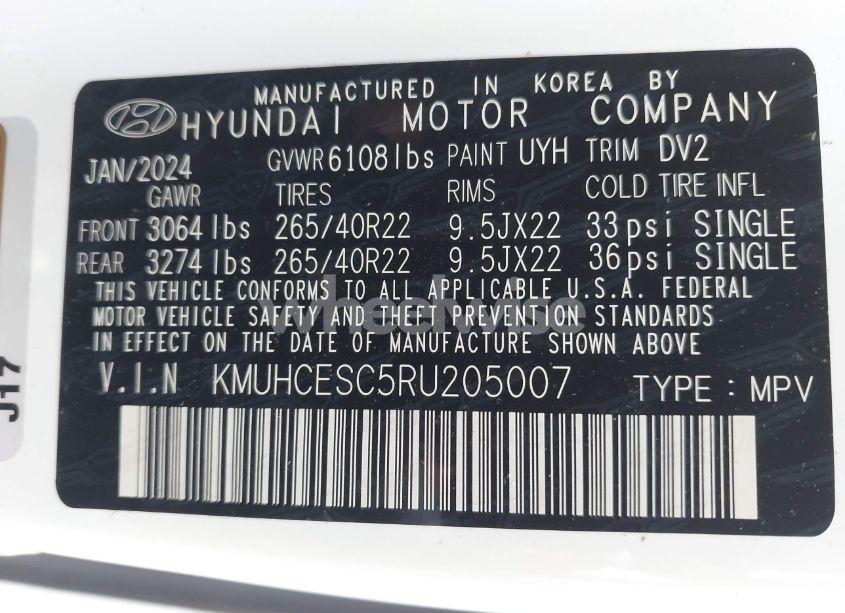 MANUFACTURED IN KOREA BY
HYUNDAI MOTOR COMPANY
JAN/2024 GVWR 6108 lbs PAINT UYH TRIM DV2
GAWR TIRES RIMS COLD TIRE INFL
FRONT 3064 lbs 265/40R22 9.5JX22 33 psi SINGLE
REAR 3274 lbs 265/40R22 9.5JX22 36 psi SINGLE
THIS VEHICLE CONFORMS TO ALL APPLICABLE U.S.A. FEDERAL
MOTOR VEHICLE SAFETY AND THEFT PREVENTION STANDARDS
IN EFFECT ON THE DATE OF MANUFACTURE SHOWN ABOVE
V.I.N KMUHCESC5RU205007 TYPE : MPV
J17
wheelwise